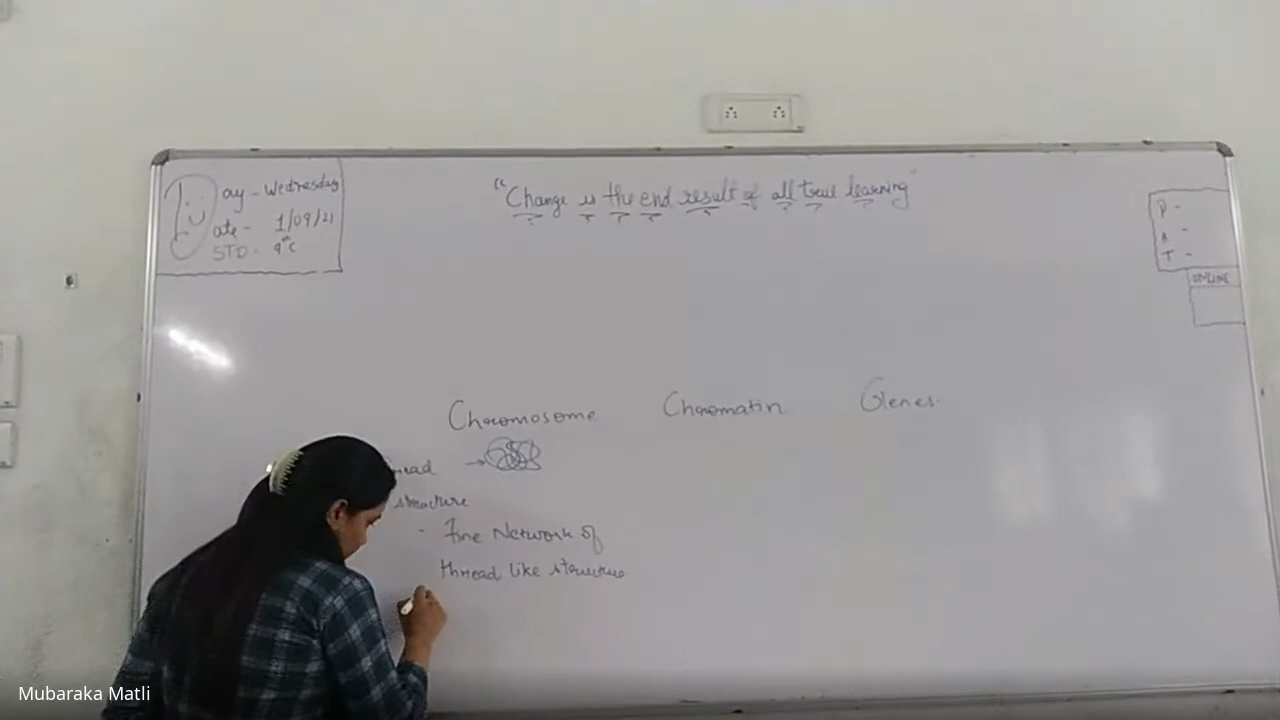 Day - Wednesday
Date - 1/09/21
STD - 9th C
"Change is the end result of all true learning"
P -
A -
T -
ONLINE
Chromosome Chromatin Genes.
structure
- Fine Network of
thread like structure
Mubaraka Matli